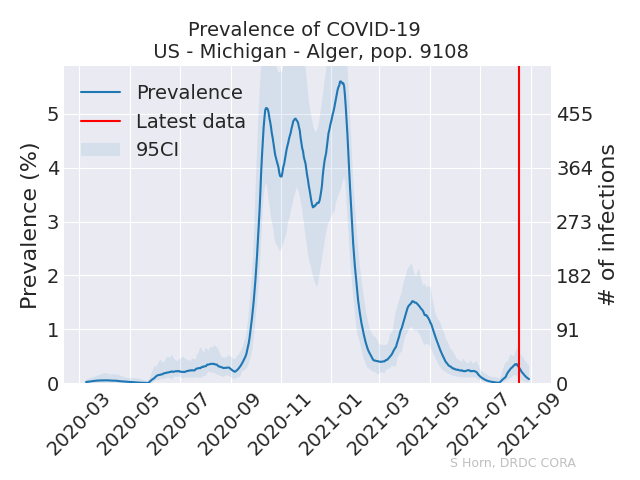 Prevalence of COVID-19
US - Michigan - Alger, pop. 9108
Prevalence
Latest data
95CI
Prevalence (%)
5
4
3
2
1
0
# of infections
455
364
273
182
91
0
2020-03
2020-05
2020-07
2020-09
2020-11
2021-01
2021-03
2021-05
2021-07
2021-09
S Horn, DRDC CORA